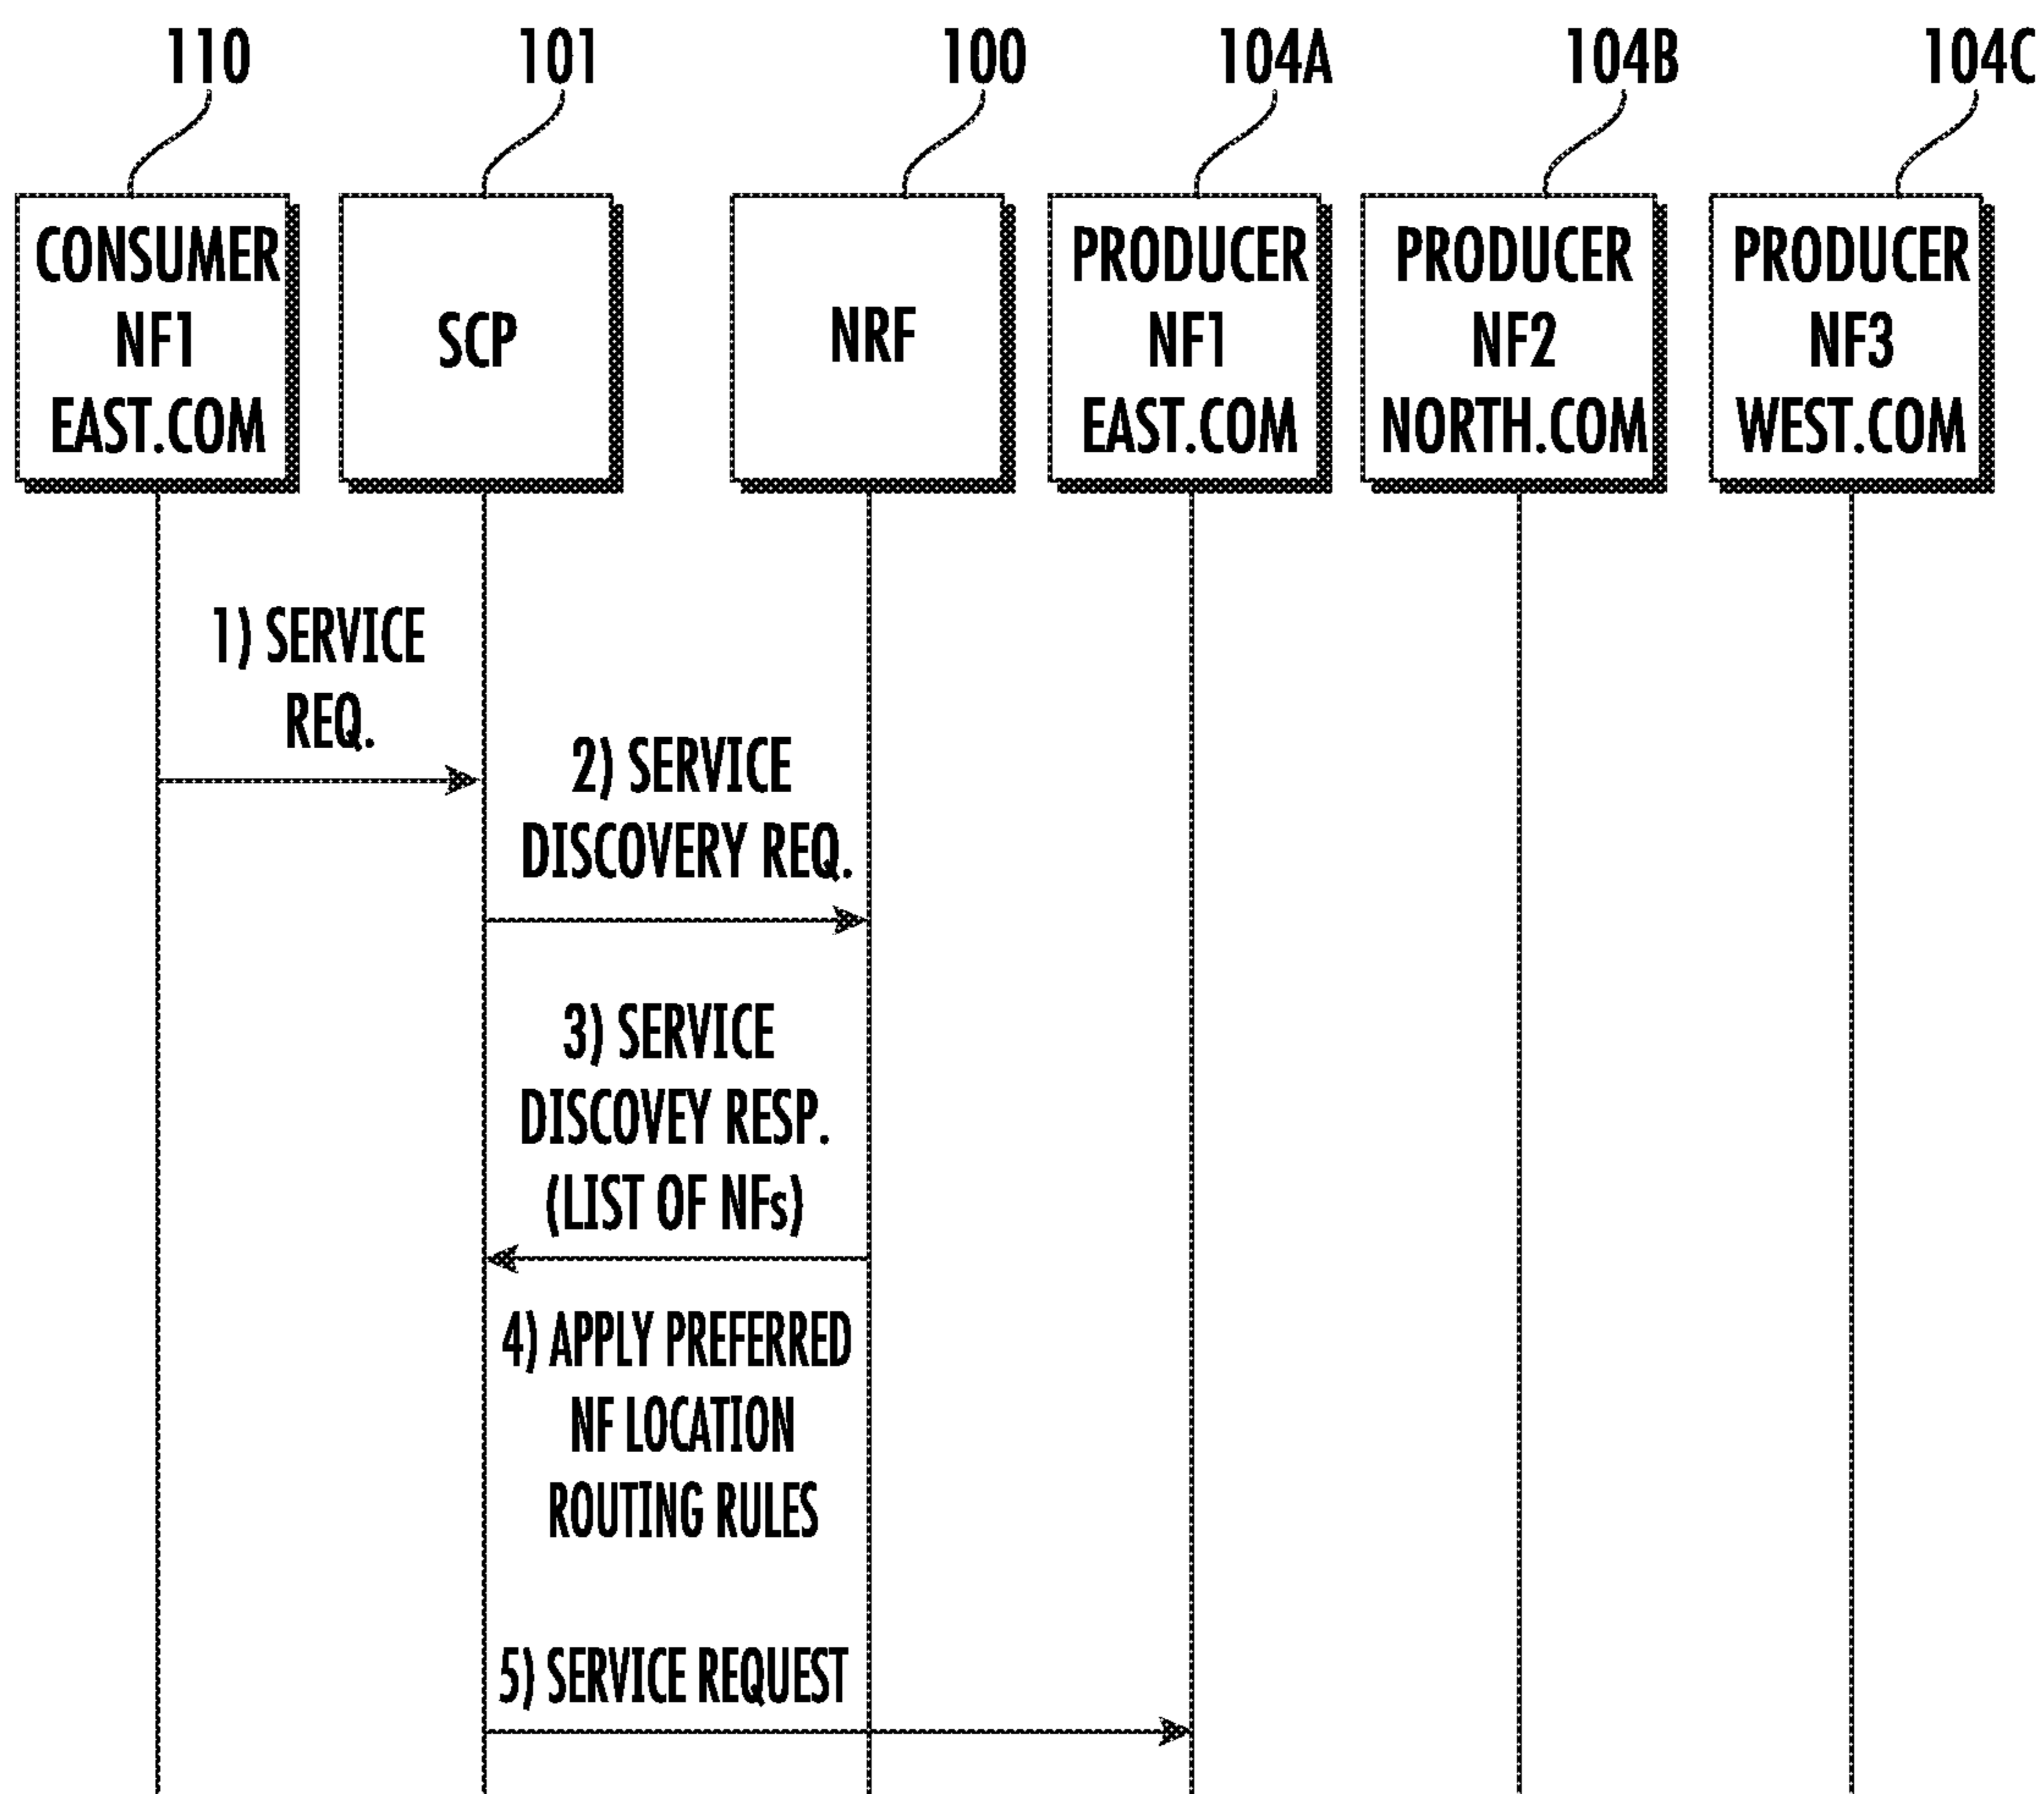 110
101
100
104A
104B
104C
CONSUMER
NF1
EAST.COM
SCP
NRF
PRODUCER
NF1
EAST.COM
PRODUCER
NF2
NORTH.COM
PRODUCER
NF3
WEST.COM
1) SERVICE
REQ.
2) SERVICE
DISCOVERY REQ.
3) SERVICE
DISCOVEY RESP.
(LIST OF NFs)
4) APPLY PREFERRED
NF LOCATION
ROUTING RULES
5) SERVICE REQUEST